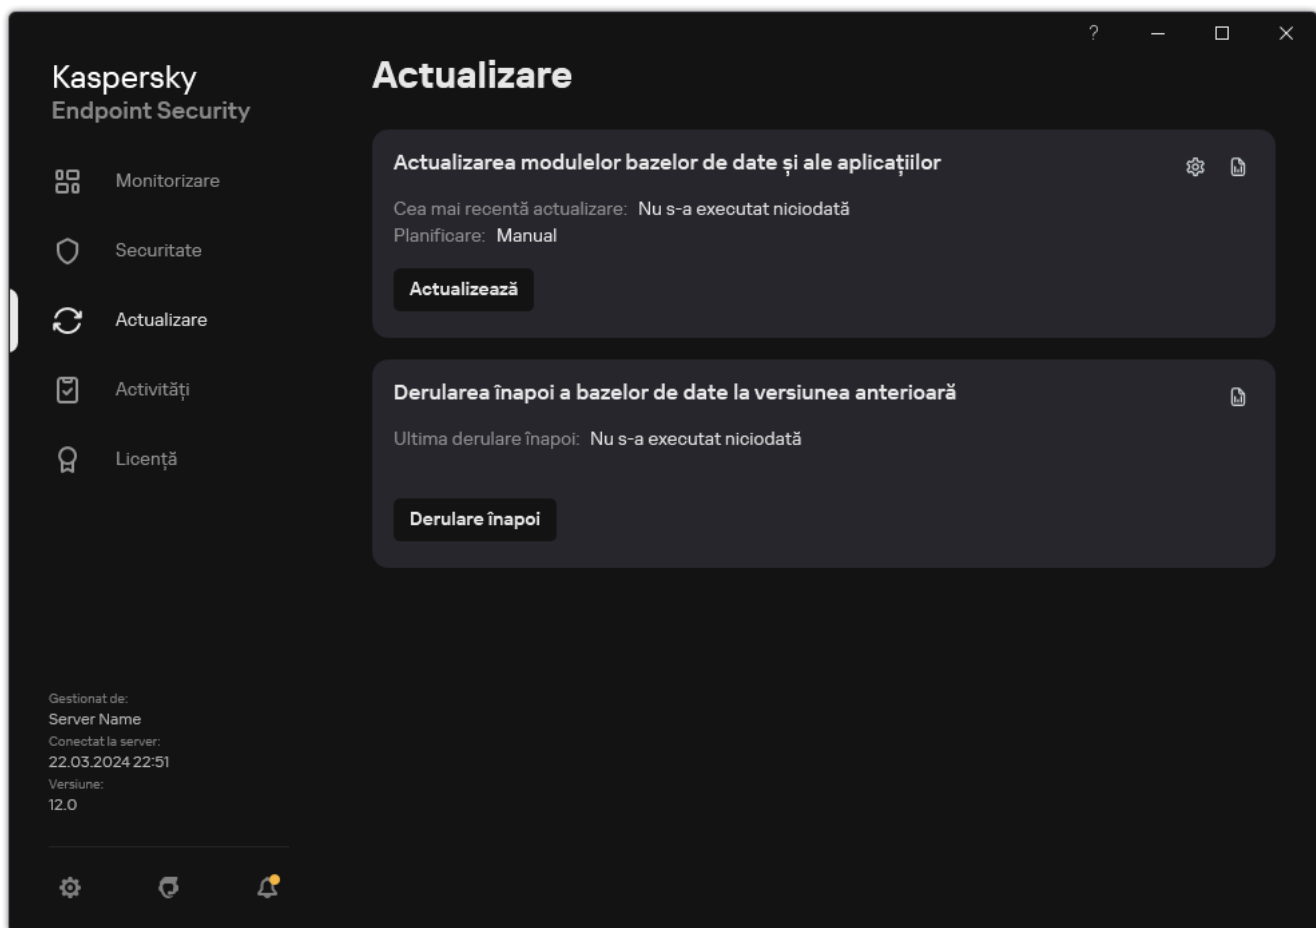 ?
Kaspersky
Endpoint Security
Monitorizare
Securitate
Actualizare
Activități
Licență
Gestionat de:
Server Name
Conectat la server:
22.03.2024 22:51
Versiune:
12.0
Actualizare
Actualizarea modulelor bazelor de date și ale aplicațiilor
Cea mai recentă actualizare: Nu s-a executat niciodată
Planificare: Manual
Actualizează
Derularea înapoi a bazelor de date la versiunea anterioară
Ultima derulare înapoi: Nu s-a executat niciodată
Derulare înapoi